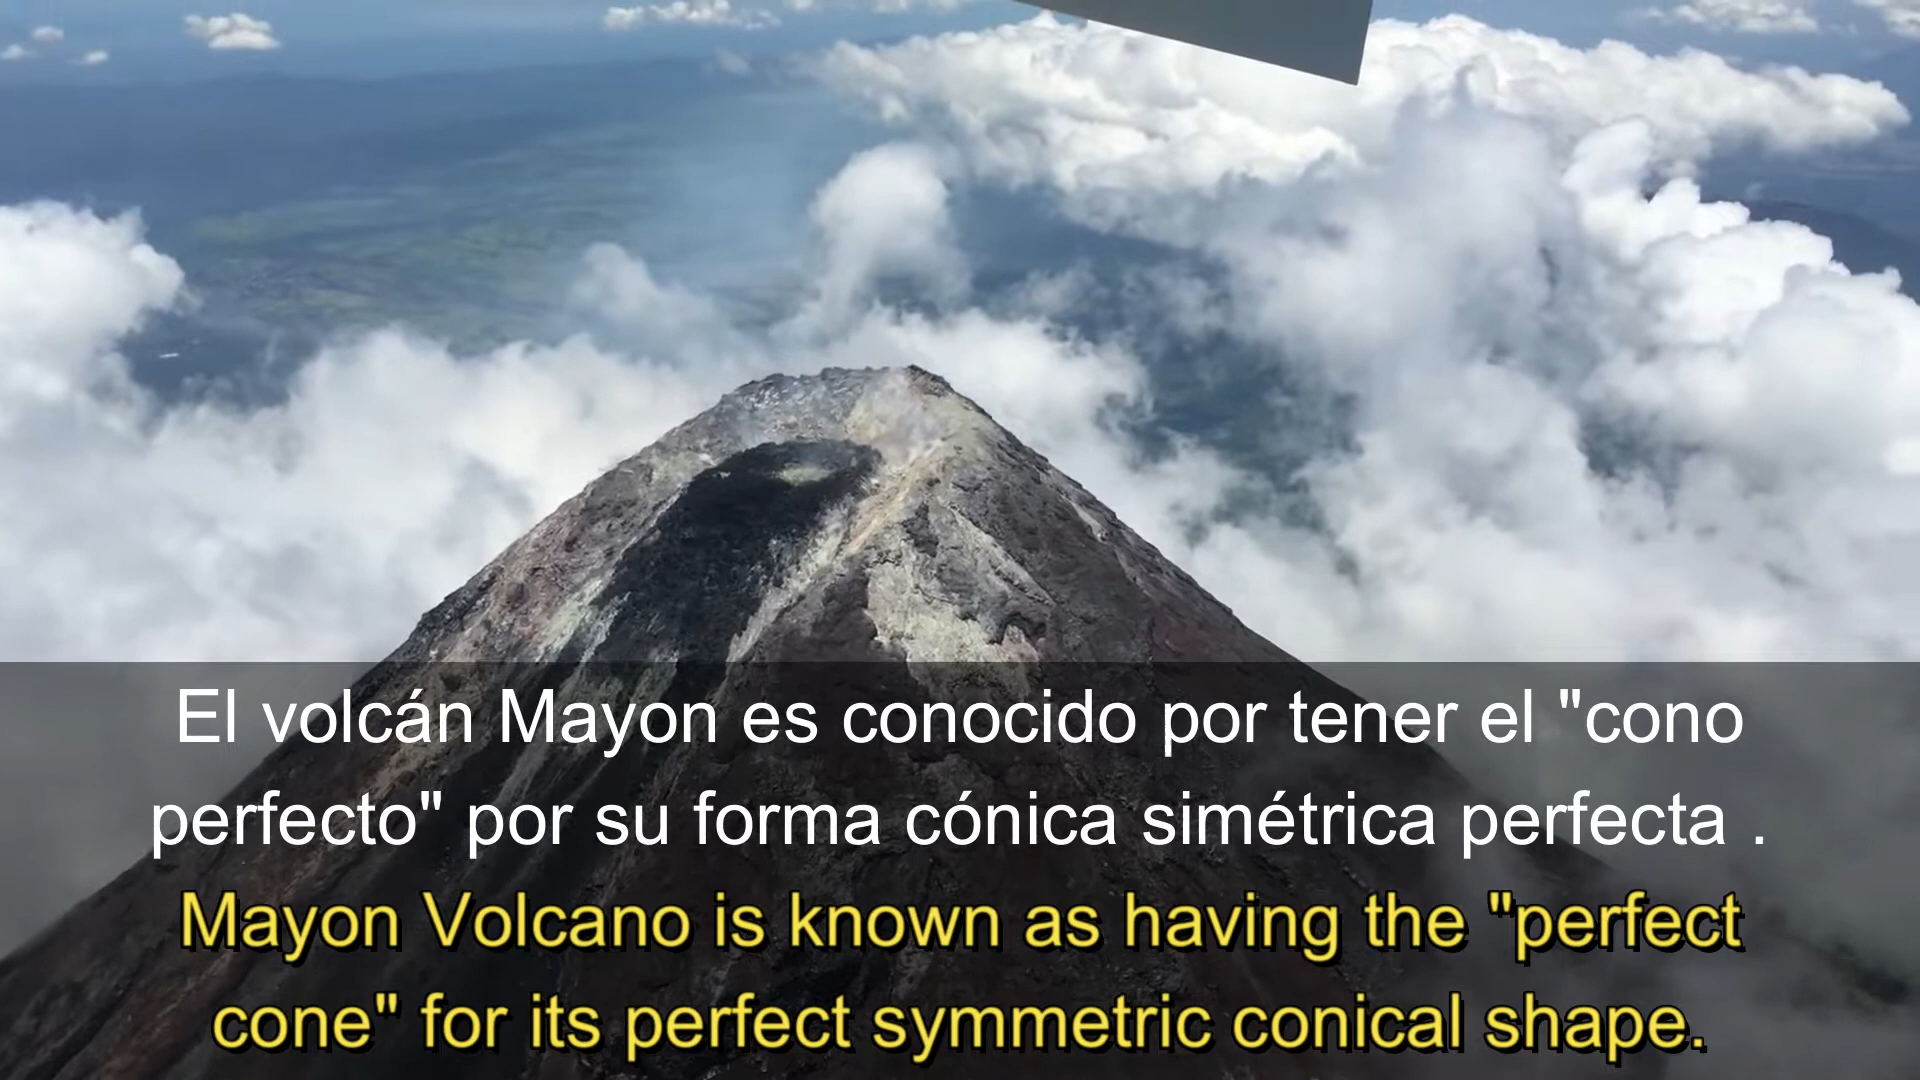 El volcán Mayon es conocido por tener el "cono
perfecto" por su forma cónica simétrica perfecta .
Mayon Volcano is known as having the "perfect
cone" for its perfect symmetric conical shape.